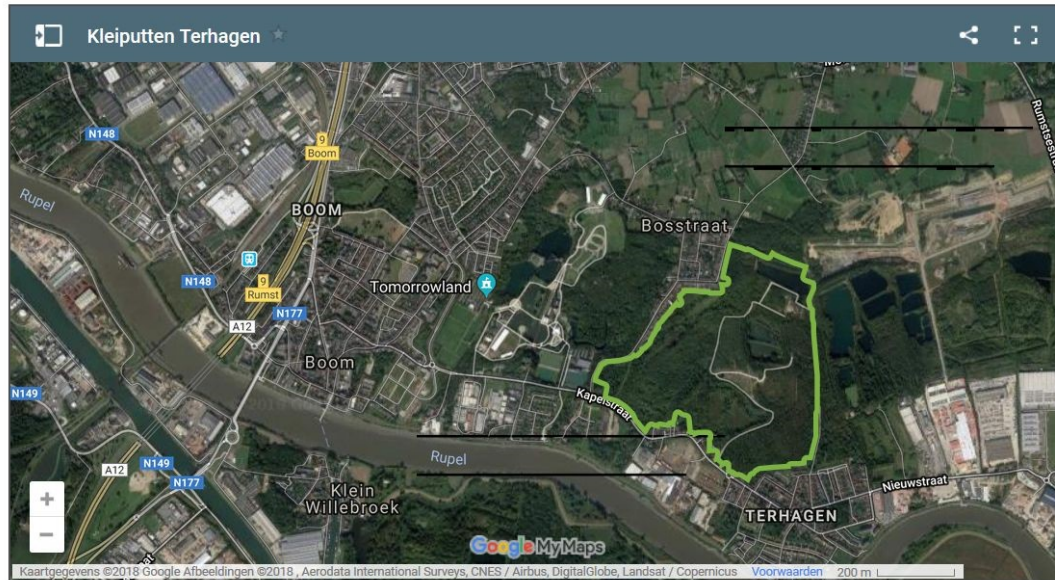 Kleiputten Terhagen
N148
9
Boom
Rumstsestra
Rupel
BOOM
Bosstraat
N148
9
Rumst
Tomorrowland
N177
A12
Boom
N149
Kapelstraat
Rupel
A12
N149
N177
Klein
Willebroek
Nieuwstraat
TERHAGEN
+
−
Google MyMaps
Kaartgegevens ©2018 Google Afbeeldingen ©2018 , Aerodata International Surveys, CNES / Airbus, DigitalGlobe, Landsat / Copernicus Voorwaarden 200 m